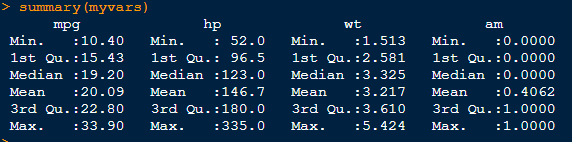 > summary(myvars)
mpg hp wt am
Min. :10.40 Min. : 52.0 Min. :1.513 Min. :0.0000
1st Qu.:15.43 1st Qu.: 96.5 1st Qu.:2.581 1st Qu.:0.0000
Median :19.20 Median :123.0 Median :3.325 Median :0.0000
Mean :20.09 Mean :146.7 Mean :3.217 Mean :0.4062
3rd Qu.:22.80 3rd Qu.:180.0 3rd Qu.:3.610 3rd Qu.:1.0000
Max. :33.90 Max. :335.0 Max. :5.424 Max. :1.0000
>